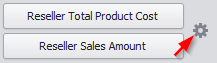 Reseller Total Product Cost
Reseller Sales Amount